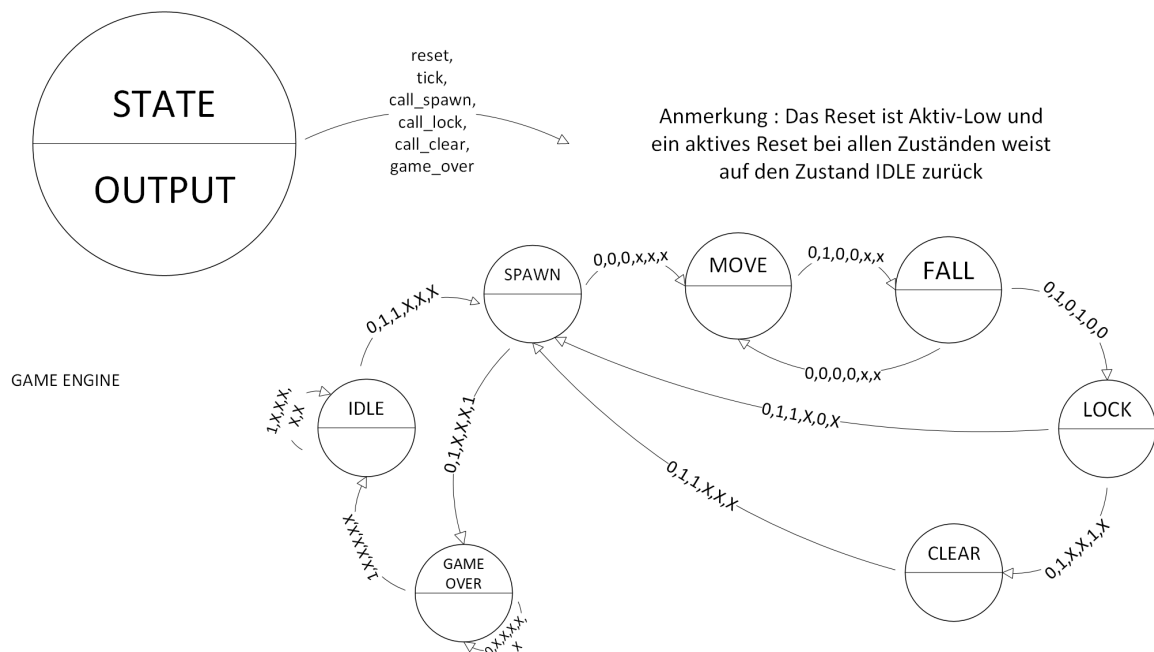 STATE
OUTPUT
reset,
tick,
call_spawn,
call_lock,
call_clear,
game_over
Anmerkung : Das Reset ist Aktiv-Low und
ein aktives Reset bei allen Zuständen weist
auf den Zustand IDLE zurück
SPAWN
0,0,0,x,x,x
MOVE
0,1,0,0,x,x
FALL
0,1,0,1,0,0
0,1,1,X,X,X
0,0,0,0,x,x
GAME ENGINE
1,X,X,X,
X,X
IDLE
0,1,X,X,X,1
0,1,1,X,0,X
LOCK
0,1,1,X,X,X
0,1,X,X,1,X
1,X,X,X,X,X
GAME
OVER
CLEAR
0,X,X,X,X,
X